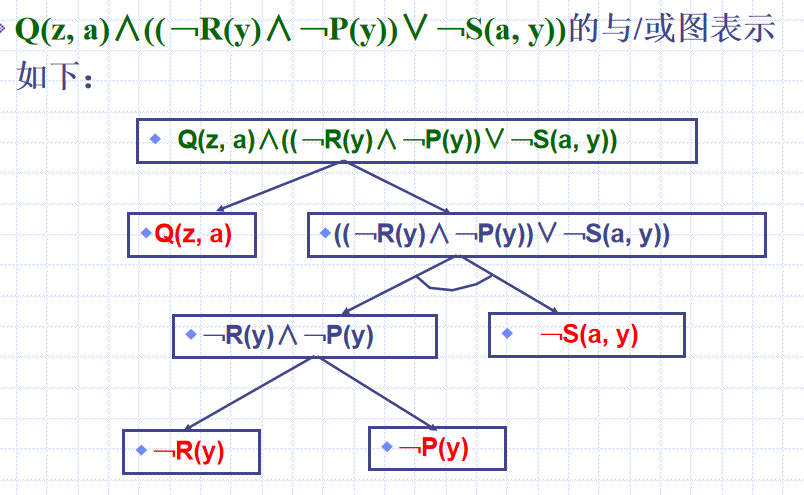 Q(z, a)∧((﹁R(y)∧﹁P(y))∨﹁S(a, y))的与/或图表示
如下：
Q(z, a)∧((﹁R(y)∧﹁P(y))∨﹁S(a, y))
Q(z, a)
((﹁R(y)∧﹁P(y))∨﹁S(a, y))
﹁R(y)∧﹁P(y)
﹁S(a, y)
﹁R(y)
﹁P(y)